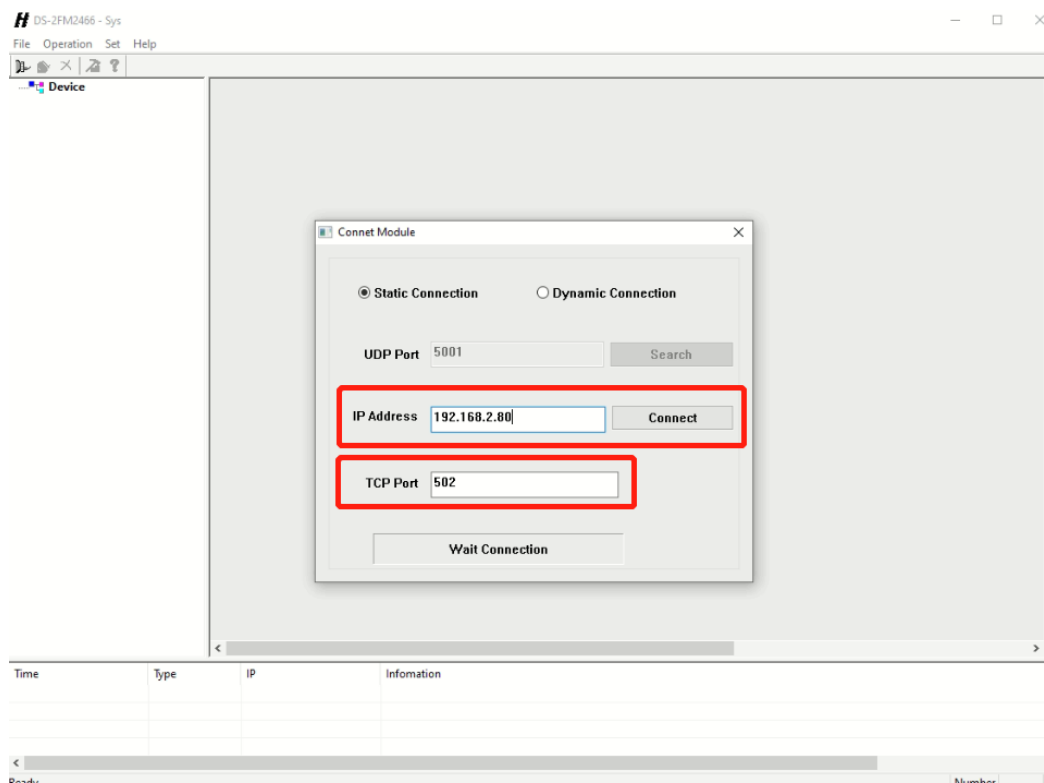 DS-2FM2466 - Sys
File Operation Set Help
Device
Connet Module
Static Connection Dynamic Connection
UDP Port 5001 Search
IP Address 192.168.2.80 Connect
TCP Port 502
Wait Connection
Time Type IP Infomation
Ready Number